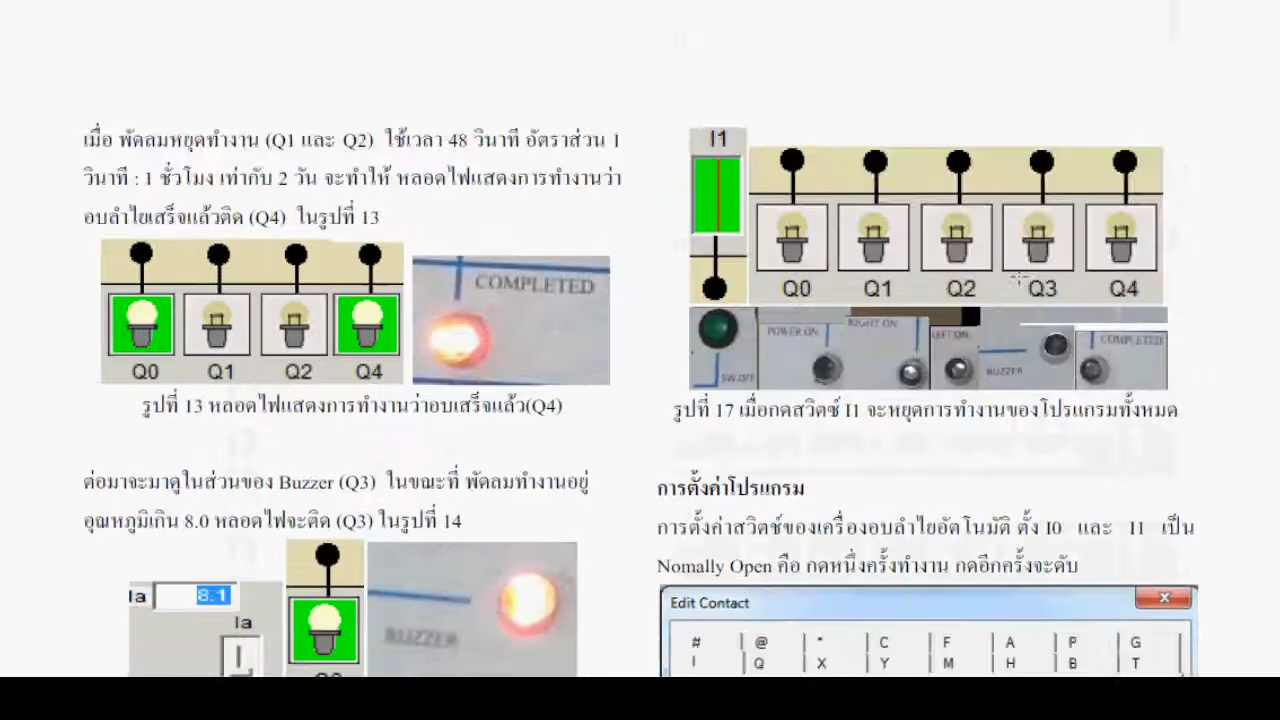 เมื่อ พัดลมหยุดทำงาน (Q1 และ Q2) ใช้เวลา 48 วินาที อัตราส่วน 1
วินาที : 1 ชั่วโมง เท่ากับ 2 วัน จะทำให้ หลอดไฟแสดงการทำงานว่า
อบลำไยเสร็จแล้วติด (Q4) ในรูปที่ 13
COMPLETED
Q0 Q1 Q2 Q4
รูปที่ 13 หลอดไฟแสดงการทำงานว่าอบเสร็จแล้ว(Q4)
ต่อมาจะมาดูในส่วนของ Buzzer (Q3) ในขณะที่ พัดลมทำงานอยู่
อุณหภูมิเกิน 8.0 หลอดไฟจะติด (Q3) ในรูปที่ 14
Ia 8.1
Ia
BUZZER
I1
Q0 Q1 Q2 Q3 Q4
POWER ON RIGHT ON LEFT ON COMPLETED
SW.OFF BUZZER
รูปที่ 17 เมื่อกดสวิตซ์ I1 จะหยุดการทำงานของโปรแกรมทั้งหมด
การตั้งค่าโปรแกรม
การตั้งค่าสวิตช์ของเครื่องอบลำไยอัตโนมัติ ตั้ง I0 และ I1 เป็น
Nomally Open คือ กดหนึ่งครั้งทำงาน กดอีกครั้งจะดับ
Edit Contact
# @ * C F A P G
! Q X Y M H B T